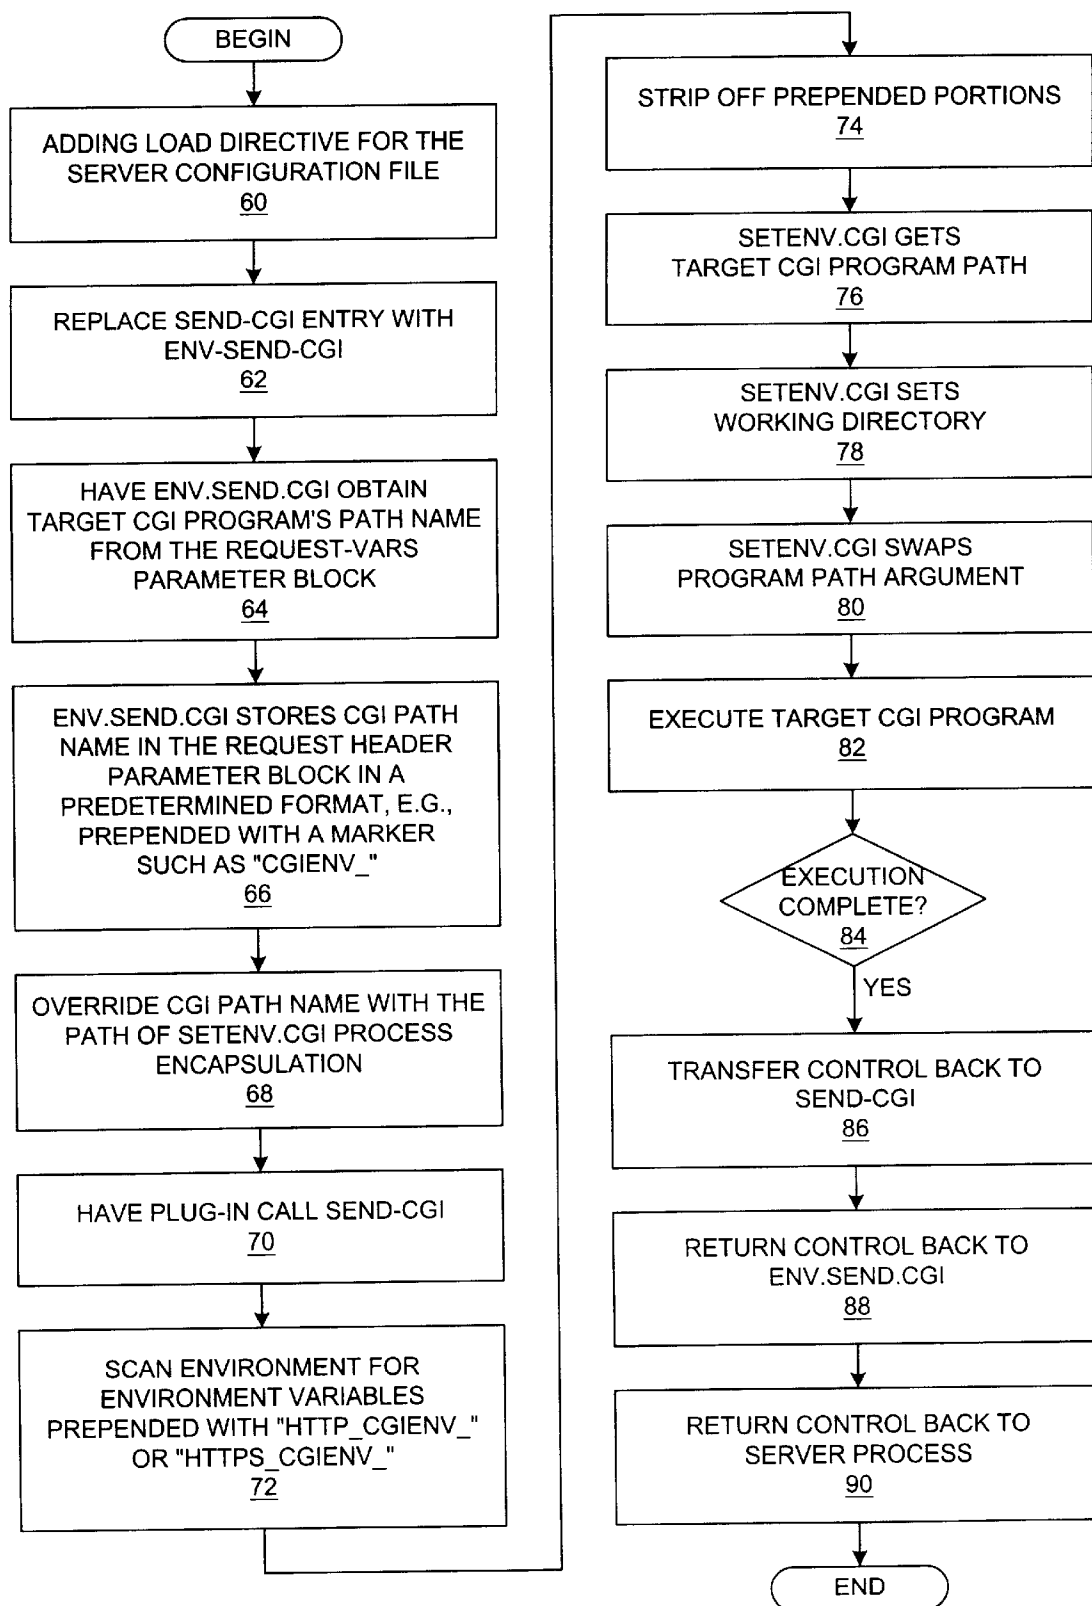 BEGIN
ADDING LOAD DIRECTIVE FOR THE
SERVER CONFIGURATION FILE
60
REPLACE SEND-CGI ENTRY WITH
ENV-SEND-CGI
62
HAVE ENV.SEND.CGI OBTAIN
TARGET CGI PROGRAM'S PATH NAME
FROM THE REQUEST-VARS
PARAMETER BLOCK
64
ENV.SEND.CGI STORES CGI PATH
NAME IN THE REQUEST HEADER
PARAMETER BLOCK IN A
PREDETERMINED FORMAT, E.G.,
PREPENDED WITH A MARKER
SUCH AS "CGIENV_"
66
OVERRIDE CGI PATH NAME WITH THE
PATH OF SETENV.CGI PROCESS
ENCAPSULATION
68
HAVE PLUG-IN CALL SEND-CGI
70
SCAN ENVIRONMENT FOR
ENVIRONMENT VARIABLES
PREPENDED WITH "HTTP_CGIENV_"
OR "HTTPS_CGIENV_"
72
STRIP OFF PREPENDED PORTIONS
74
SETENV.CGI GETS
TARGET CGI PROGRAM PATH
76
SETENV.CGI SETS
WORKING DIRECTORY
78
SETENV.CGI SWAPS
PROGRAM PATH ARGUMENT
80
EXECUTE TARGET CGI PROGRAM
82
EXECUTION
COMPLETE?
84
YES
TRANSFER CONTROL BACK TO
SEND-CGI
86
RETURN CONTROL BACK TO
ENV.SEND.CGI
88
RETURN CONTROL BACK TO
SERVER PROCESS
90
END